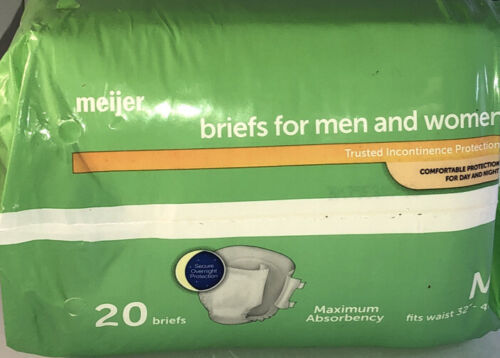 meijer
briefs for men and women
Trusted Incontinence Protection
COMFORTABLE PROTECTION
FOR DAY AND NIGHT
Secure
Overnight
Protection
20 briefs
Maximum
Absorbency
M
fits waist 32"-4